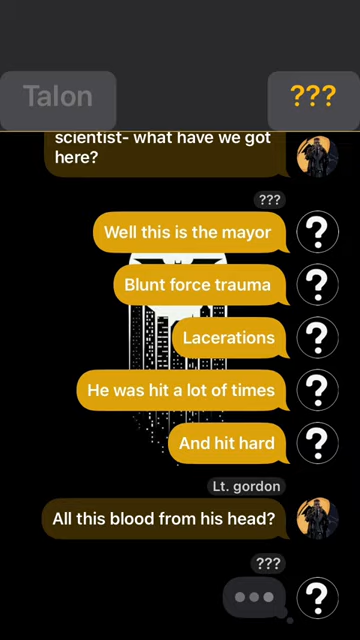 Talon
???
scientist- what have we got
here?
???
Well this is the mayor
?
Blunt force trauma
?
Lacerations
?
He was hit a lot of times
?
And hit hard
?
Lt. gordon
All this blood from his head?
???
?